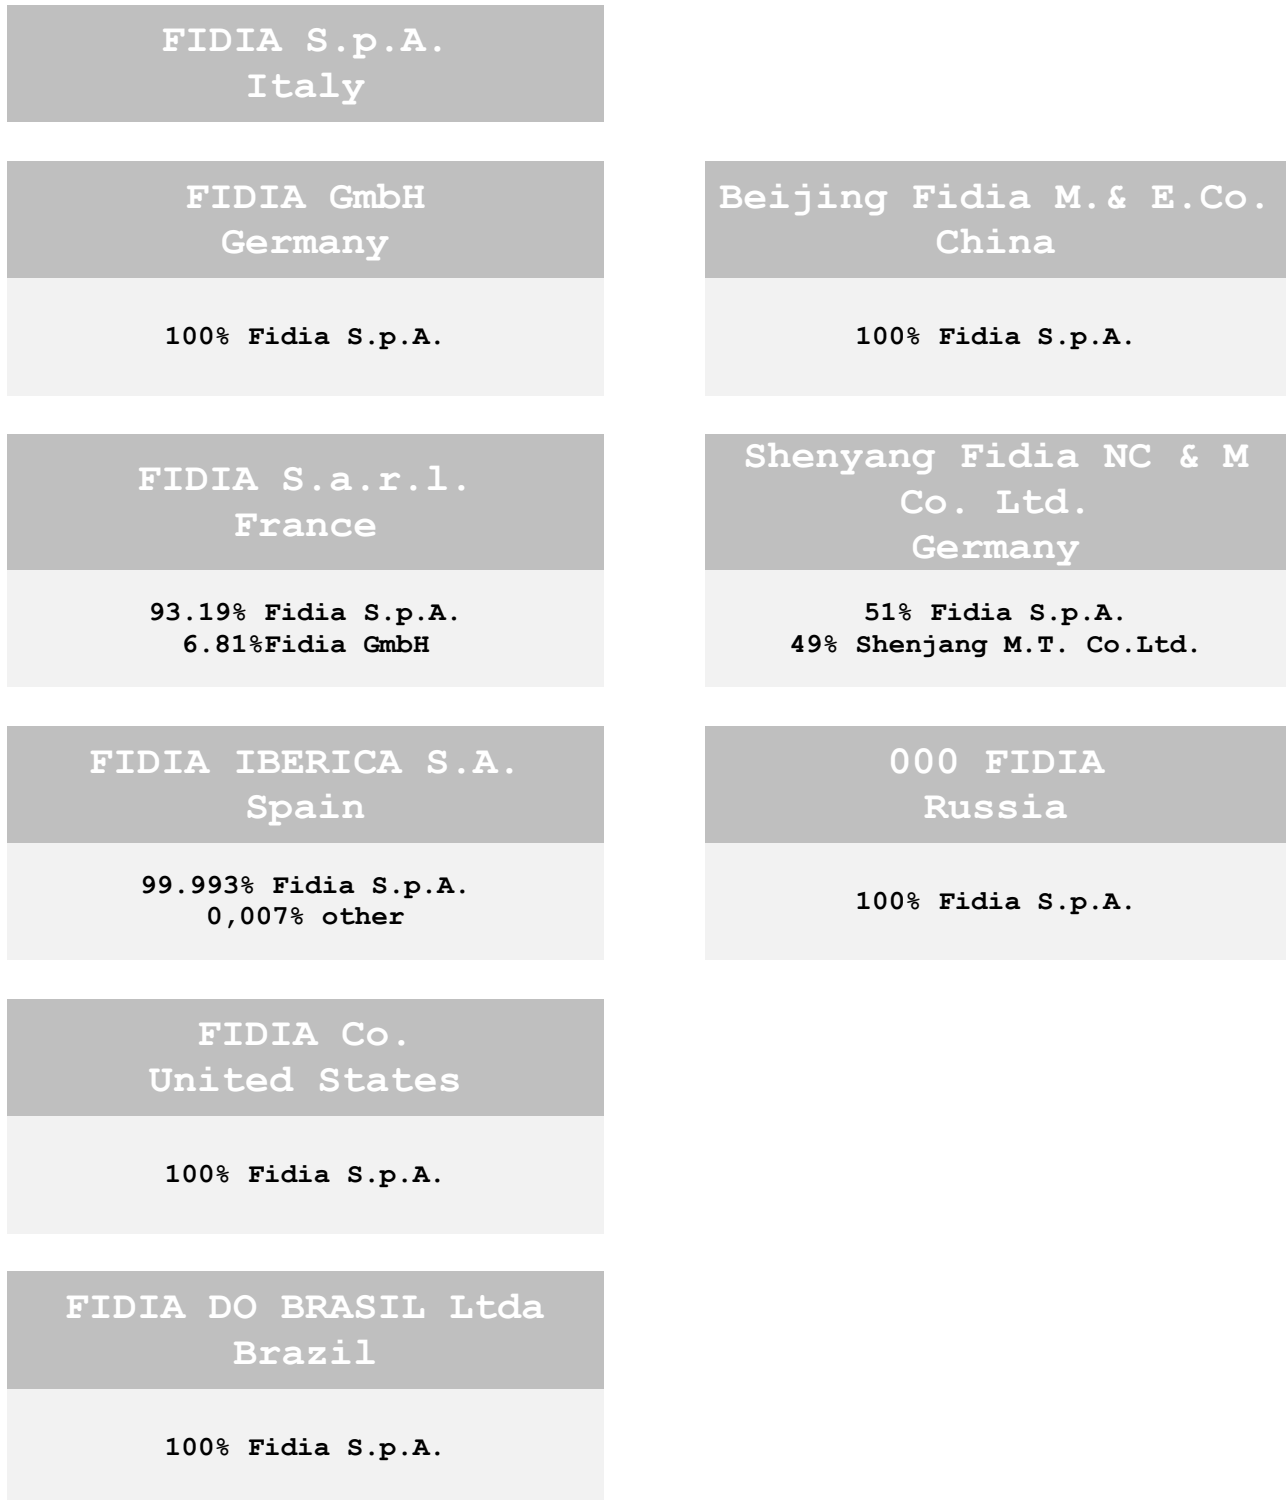 FIDIA S.p.A.
Italy
FIDIA GmbH
Germany
100% Fidia S.p.A.
Beijing Fidia M.& E.Co.
China
100% Fidia S.p.A.
FIDIA S.a.r.l.
France
93.19% Fidia S.p.A.
6.81%Fidia GmbH
Shenyang Fidia NC & M
Co. Ltd.
Germany
51% Fidia S.p.A.
49% Shenjang M.T. Co.Ltd.
FIDIA IBERICA S.A.
Spain
99.993% Fidia S.p.A.
0,007% other
000 FIDIA
Russia
100% Fidia S.p.A.
FIDIA Co.
United States
100% Fidia S.p.A.
FIDIA DO BRASIL Ltda
Brazil
100% Fidia S.p.A.